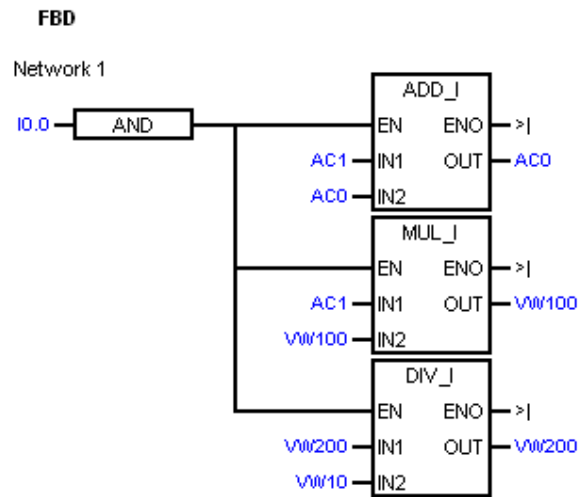 FBD
Network 1
I0.0 AND
ADD_I
EN ENO >|
AC1 IN1 OUT AC0
AC0 IN2
MUL_I
EN ENO >|
AC1 IN1 OUT VW100
VW100 IN2
DIV_I
EN ENO >|
VW200 IN1 OUT VW200
VW10 IN2